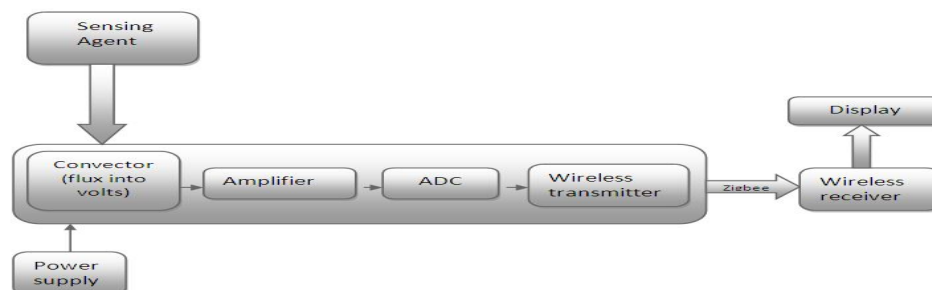 Sensing
Agent
Convector
(flux into
volts)
Amplifier
ADC
Wireless
transmitter
Zigbee
Wireless
receiver
Display
Power
supply